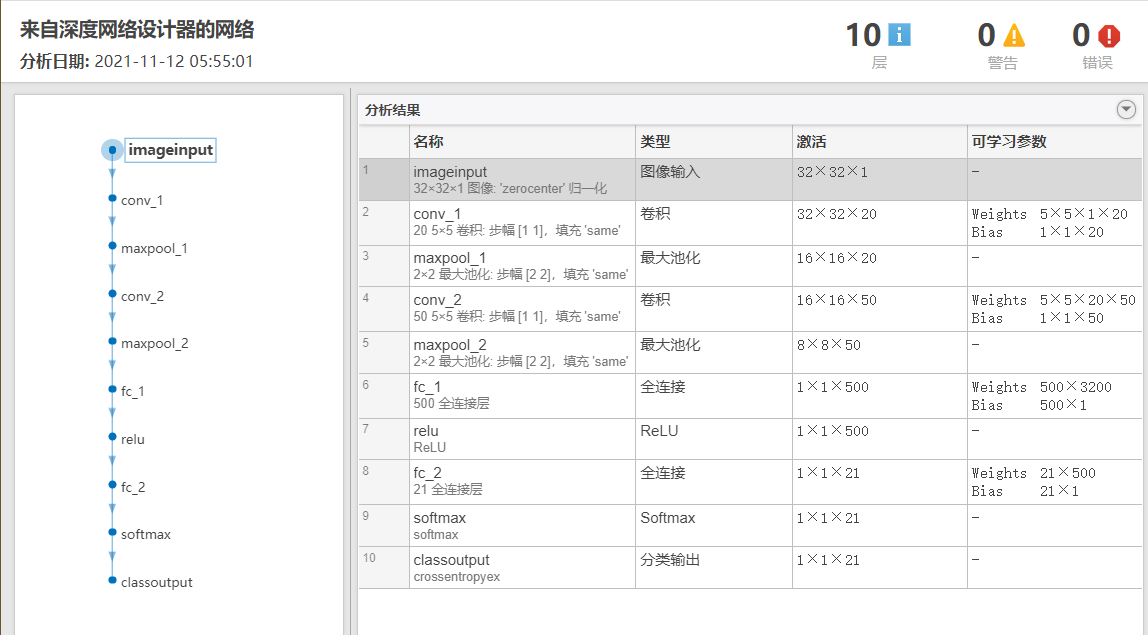 来自深度网络设计器的网络
分析日期: 2021-11-12 05:55:01
10 i
层
0
警告
0
错误
imageinput
conv_1
maxpool_1
conv_2
maxpool_2
fc_1
relu
fc_2
softmax
classoutput
分析结果
名称 类型 激活 可学习参数
1 imageinput 图像输入 32×32×1 -
32×32×1 图像: 'zerocenter' 归一化
2 conv_1 卷积 32×32×20 Weights 5×5×1×20
20 5×5 卷积: 步幅 [1 1]，填充 'same' Bias 1×1×20
3 maxpool_1 最大池化 16×16×20 -
2×2 最大池化: 步幅 [2 2]，填充 'same'
4 conv_2 卷积 16×16×50 Weights 5×5×20×50
50 5×5 卷积: 步幅 [1 1]，填充 'same' Bias 1×1×50
5 maxpool_2 最大池化 8×8×50 -
2×2 最大池化: 步幅 [2 2]，填充 'same'
6 fc_1 全连接 1×1×500 Weights 500×3200
500 全连接层 Bias 500×1
7 relu ReLU 1×1×500 -
ReLU
8 fc_2 全连接 1×1×21 Weights 21×500
21 全连接层 Bias 21×1
9 softmax Softmax 1×1×21 -
softmax
10 classoutput 分类输出 1×1×21 -
crossentropyex